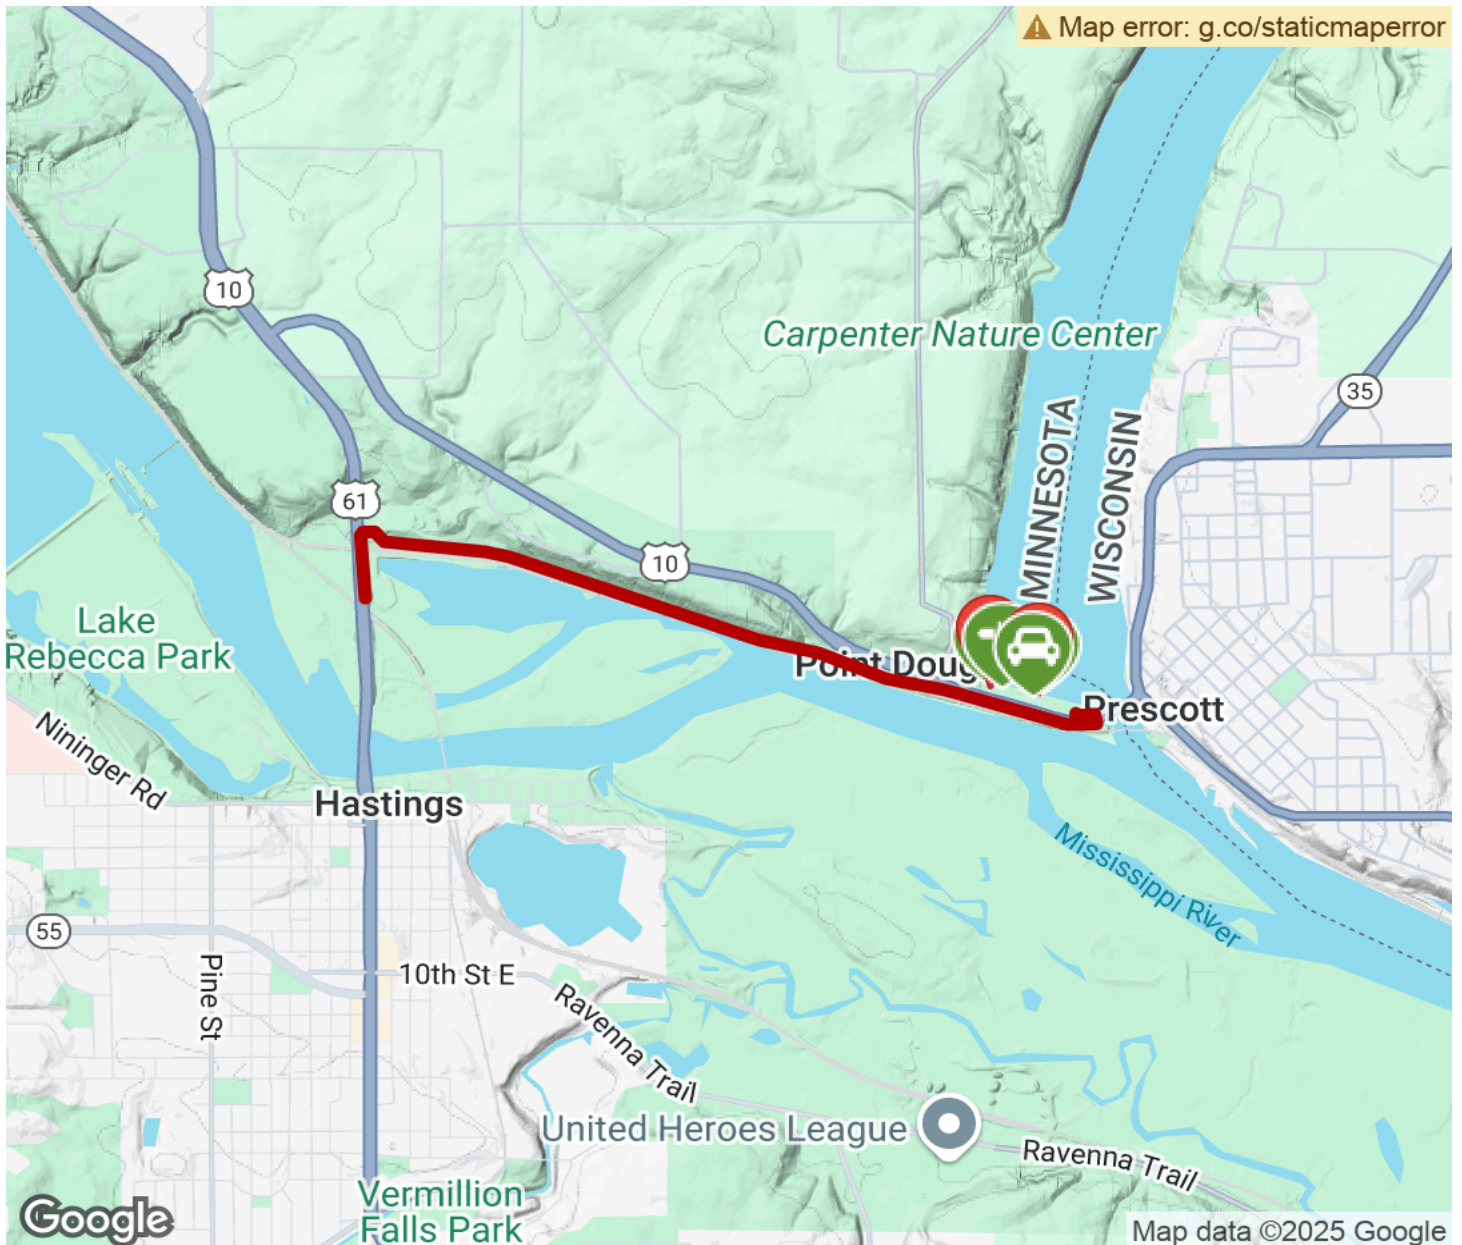 Map error: g.co/staticmaperror
10
Carpenter Nature Center
35
MINNESOTA
WISCONSIN
61
10
Lake
Rebecca Park
Point Doug
Prescott
Nininger Rd
Hastings
Mississippi River
55
Pine St
10th St E
Ravenna Trail
United Heroes League
Ravenna Trail
Vermillion
Falls Park
Google
Map data ©2025 Google